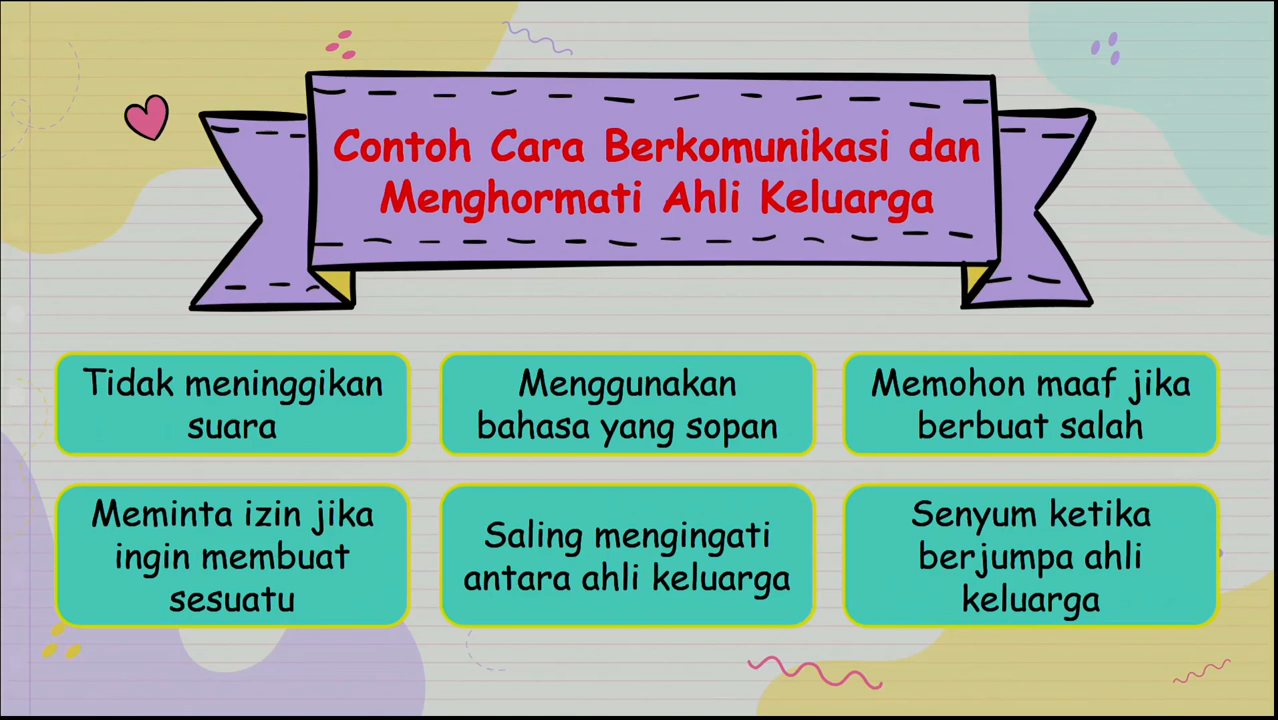 Contoh Cara Berkomunikasi dan
Menghormati Ahli Keluarga
Tidak meninggikan
suara
Menggunakan
bahasa yang sopan
Memohon maaf jika
berbuat salah
Meminta izin jika
ingin membuat
sesuatu
Saling mengingati
antara ahli keluarga
Senyum ketika
berjumpa ahli
keluarga